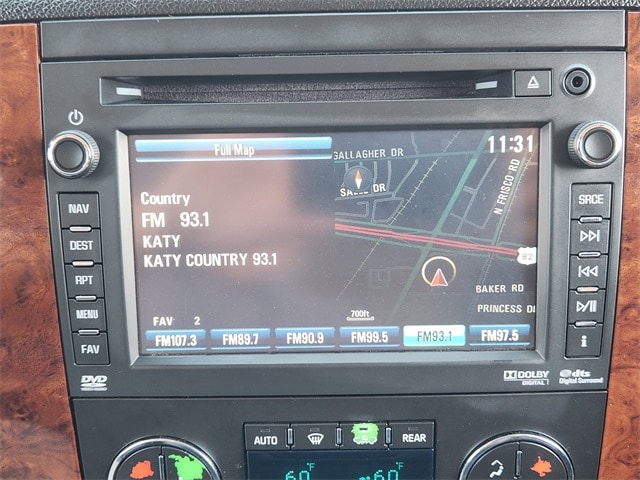 Full Map
GALLAGHER DR
11:31
N FRISCO RD
DR
Country
FM 93.1
KATY
KATY COUNTRY 93.1
82
BAKER RD
PRINCESS
700ft
FAV 2
FM107.3 FM89.7 FM90.9 FM99.5 FM93.1 FM97.5
NAV
DEST
RPT
MENU
FAV
SRCE
i
DVD
DOLBY
DIGITAL
dts
Digital Surround
AUTO
REAR
60°F
60°F